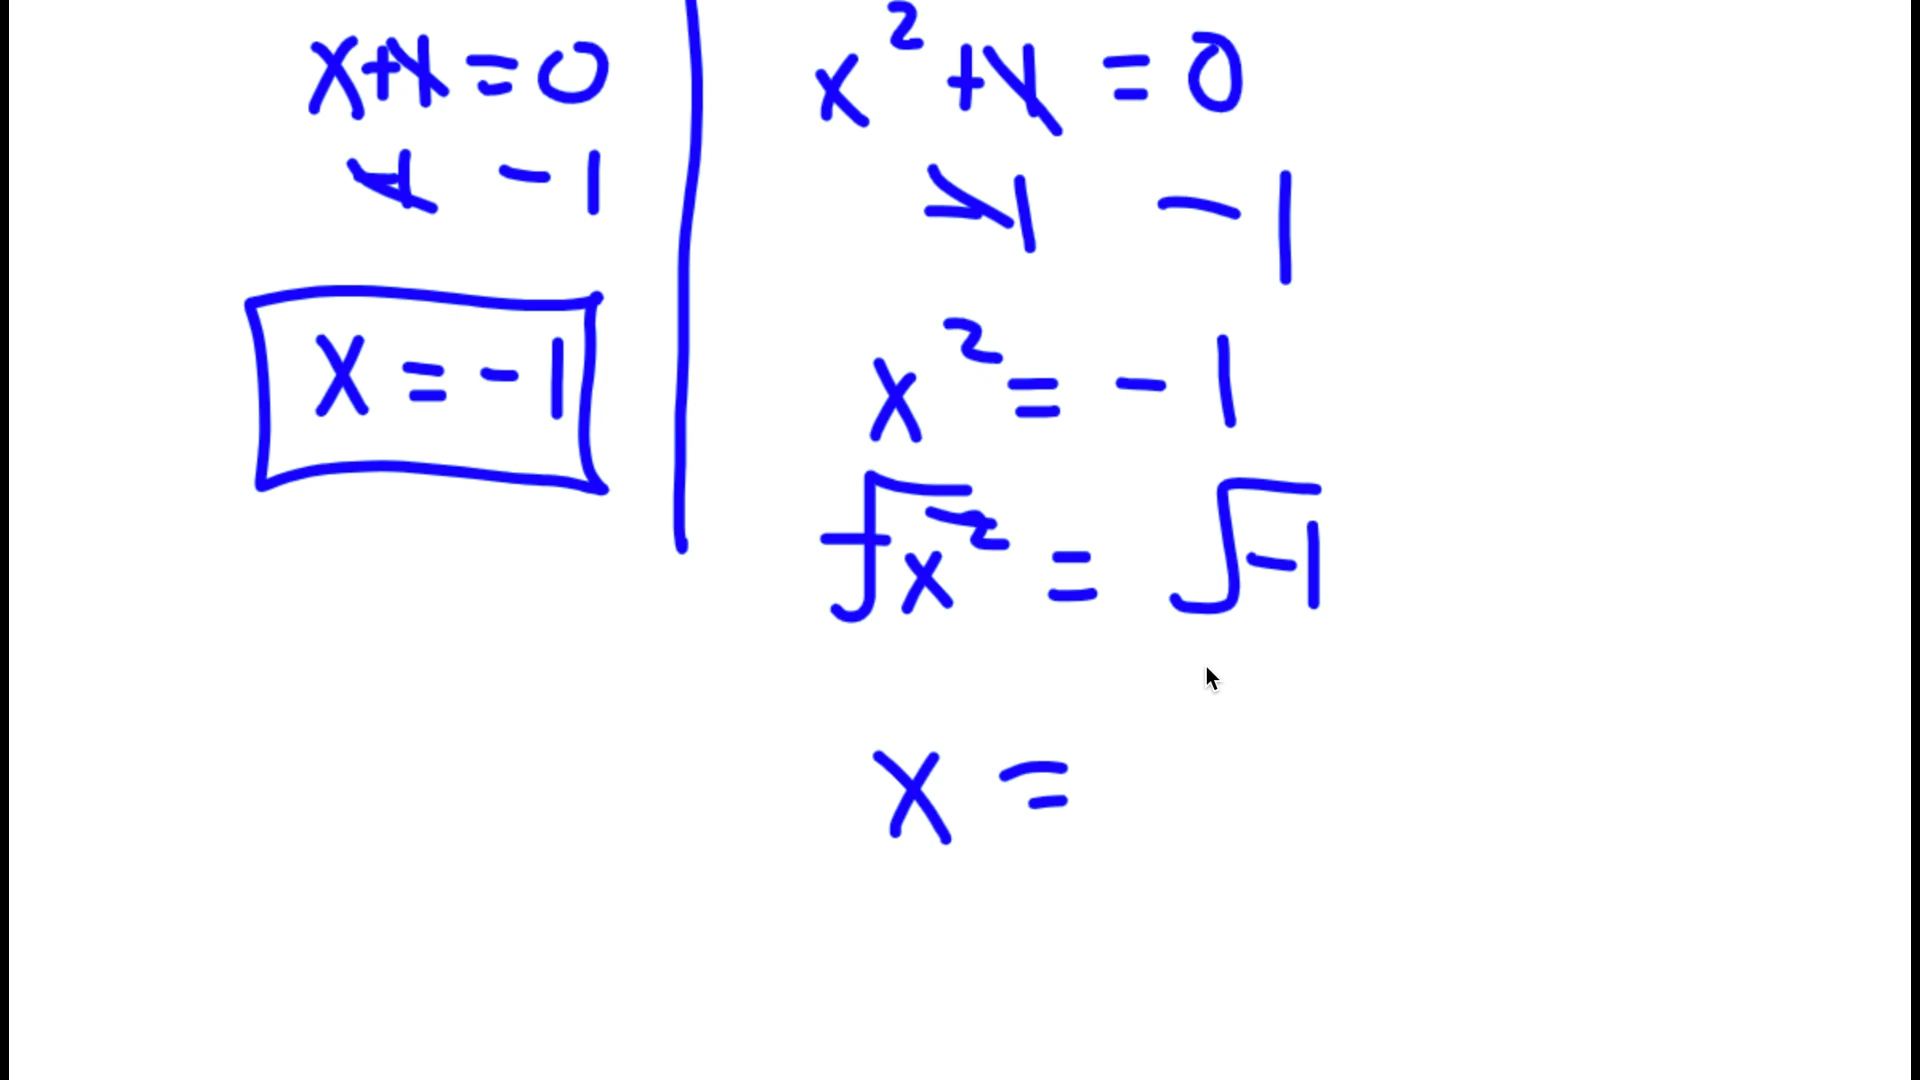 x+1=0
-1 -1
x = -1
x²+1 = 0
-1 -1
x² = -1
√x² = √-1
x =